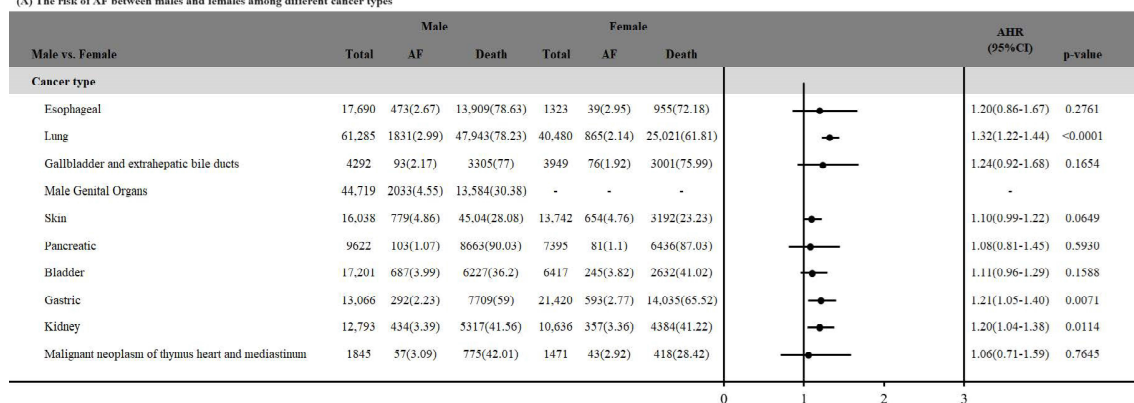 (A) The risk of AF between males and females among different cancer types
Male Female AHR
Male vs. Female Total AF Death Total AF Death (95%CI) p-value
Cancer type
Esophageal 17,690 473(2.67) 13,909(78.63) 1323 39(2.95) 955(72.18) 1.20(0.86-1.67) 0.2761
Lung 61,285 1831(2.99) 47,943(78.23) 40,480 865(2.14) 25,021(61.81) 1.32(1.22-1.44) <0.0001
Gallbladder and extrahepatic bile ducts 4292 93(2.17) 3305(77) 3949 76(1.92) 3001(75.99) 1.24(0.92-1.68) 0.1654
Male Genital Organs 44,719 2033(4.55) 13,584(30.38) - - - -
Skin 16,038 779(4.86) 45,04(28.08) 13,742 654(4.76) 3192(23.23) 1.10(0.99-1.22) 0.0649
Pancreatic 9622 103(1.07) 8663(90.03) 7395 81(1.1) 6436(87.03) 1.08(0.81-1.45) 0.5930
Bladder 17,201 687(3.99) 6227(36.2) 6417 245(3.82) 2632(41.02) 1.11(0.96-1.29) 0.1588
Gastric 13,066 292(2.23) 7709(59) 21,420 593(2.77) 14,035(65.52) 1.21(1.05-1.40) 0.0071
Kidney 12,793 434(3.39) 5317(41.56) 10,636 357(3.36) 4384(41.22) 1.20(1.04-1.38) 0.0114
Malignant neoplasm of thymus heart and mediastinum 1845 57(3.09) 775(42.01) 1471 43(2.92) 418(28.42) 1.06(0.71-1.59) 0.7645
0 1 2 3